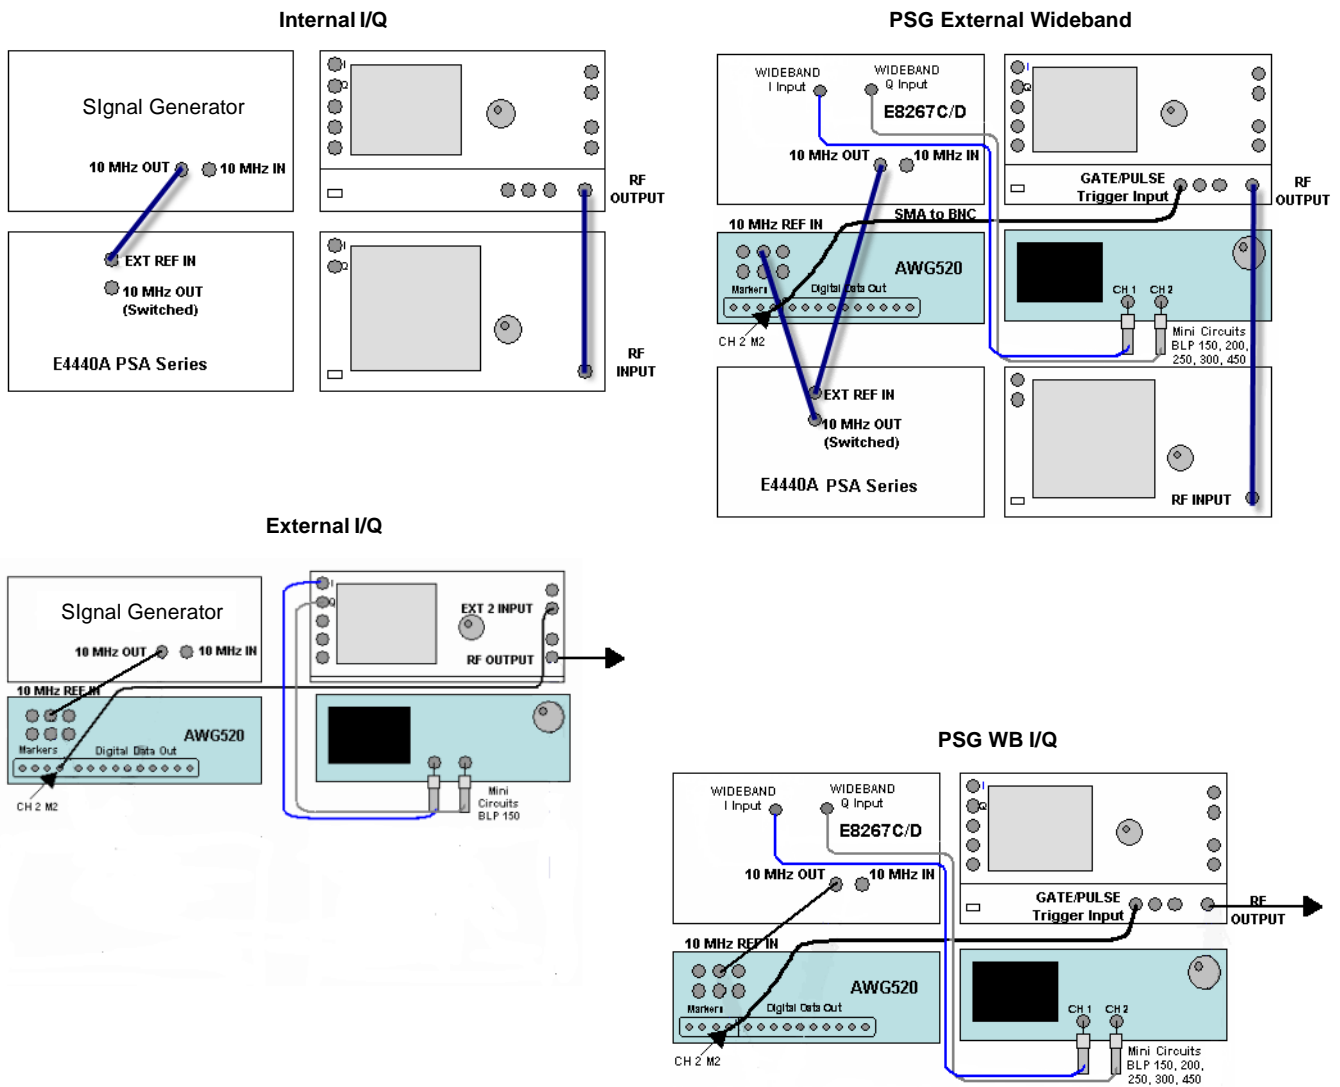 Internal I/Q
I
Q
SIgnal Generator
10 MHz OUT
10 MHz IN
RF
OUTPUT
EXT REF IN
10 MHz OUT
(Switched)
E4440A PSA Series
I
Q
RF
INPUT
PSG External Wideband
WIDEBAND
I Input
WIDEBAND
Q Input
E8267C/D
10 MHz OUT
10 MHz IN
I
Q
GATE/PULSE
Trigger Input
RF
OUTPUT
SMA to BNC
10 MHz REF IN
AWG520
Markers
Digital Data Out
CH 2 M2
CH 1
CH 2
Mini Circuits
BLP 150, 200,
250, 300, 450
EXT REF IN
10 MHz OUT
(Switched)
E4440A PSA Series
RF INPUT
External I/Q
SIgnal Generator
10 MHz OUT
10 MHz IN
I
Q
EXT 2 INPUT
RF OUTPUT
10 MHz REF IN
AWG520
Markers
Digital Data Out
CH 2 M2
Mini
Circuits
BLP 150
PSG WB I/Q
WIDEBAND
I Input
WIDEBAND
Q Input
E8267C/D
10 MHz OUT
10 MHz IN
I
Q
GATE/PULSE
Trigger Input
RF
OUTPUT
10 MHz REF IN
AWG520
Markers
Digital Data Out
CH 2 M2
CH 1
CH 2
Mini Circuits
BLP 150, 200,
250, 300, 450